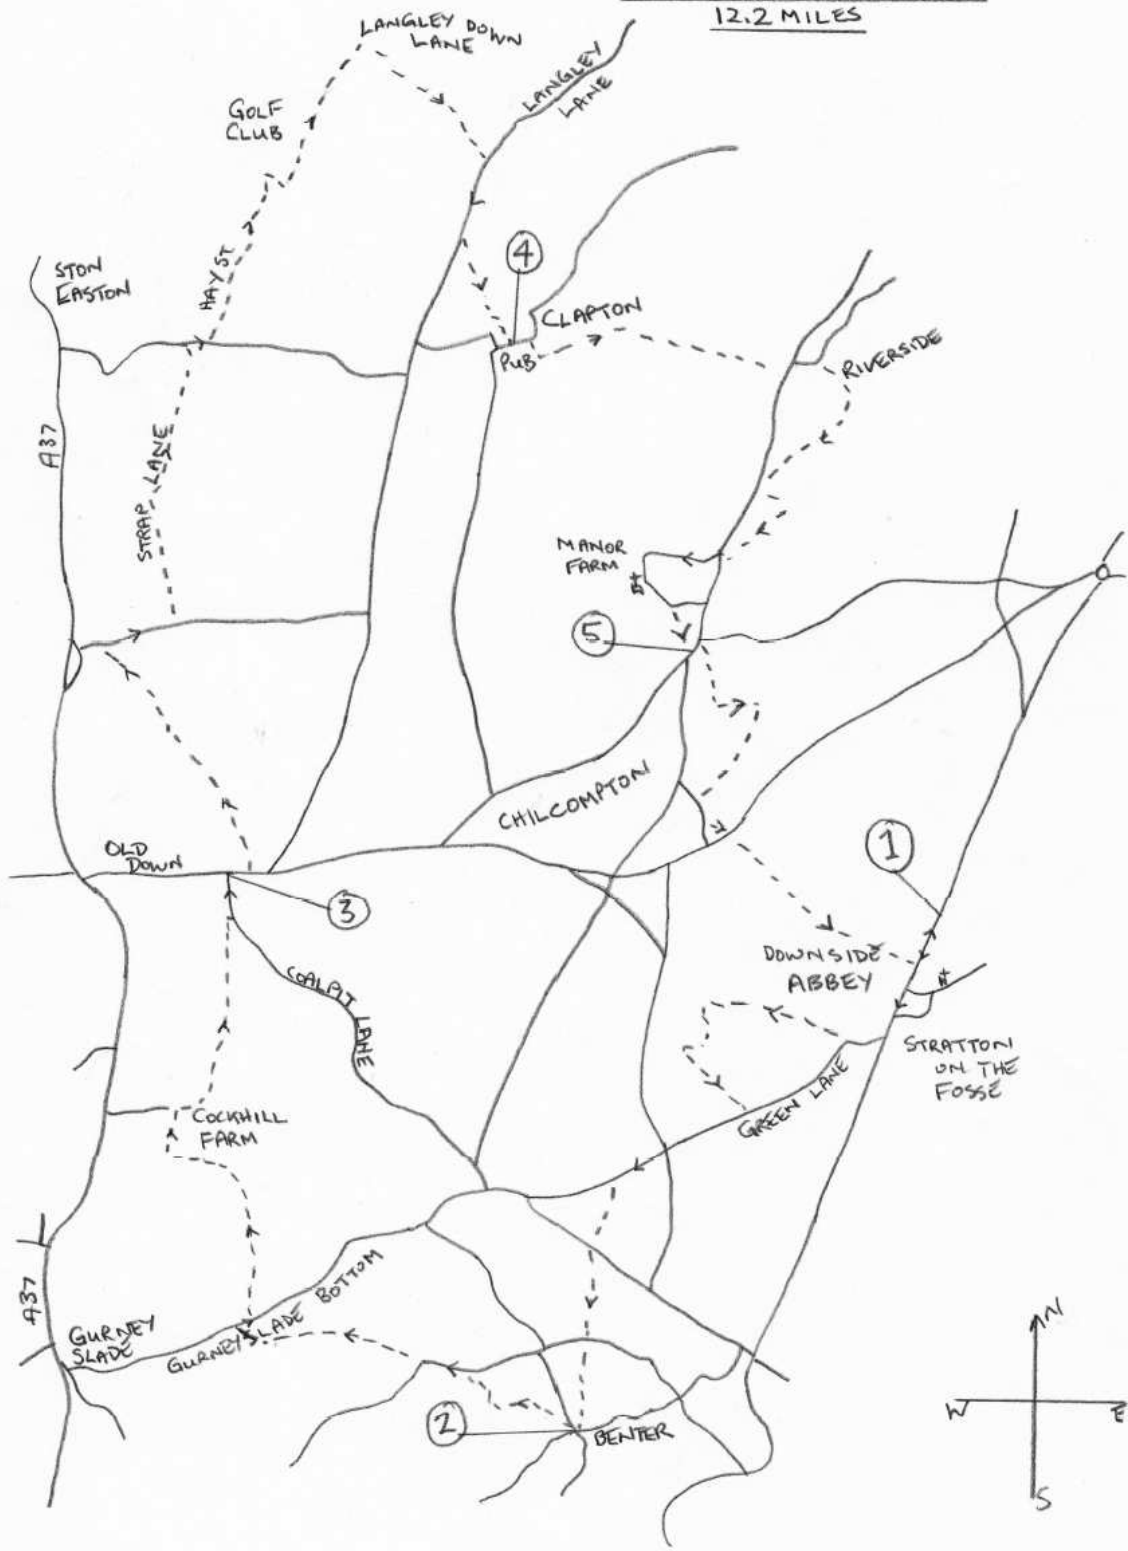 12.2 MILES
LANGLEY DOWN
LANE
LANGLEY
LANE
GOLF
CLUB
HAY ST
STON
EASTON
4
CLAPTON
PUB
RIVERSIDE
A37
STRAP LANE
MANOR
FARM
5
CHILCOMPTON
OLD
DOWN
1
3
DOWNSIDE
ABBEY
COALPIT LANE
STRATTON
ON THE
FOSSE
GREEN LANE
COCKHILL
FARM
A37
GURNEY
SLADE
GURNEY SLADE BOTTOM
2
BENTER
N
W
E
S